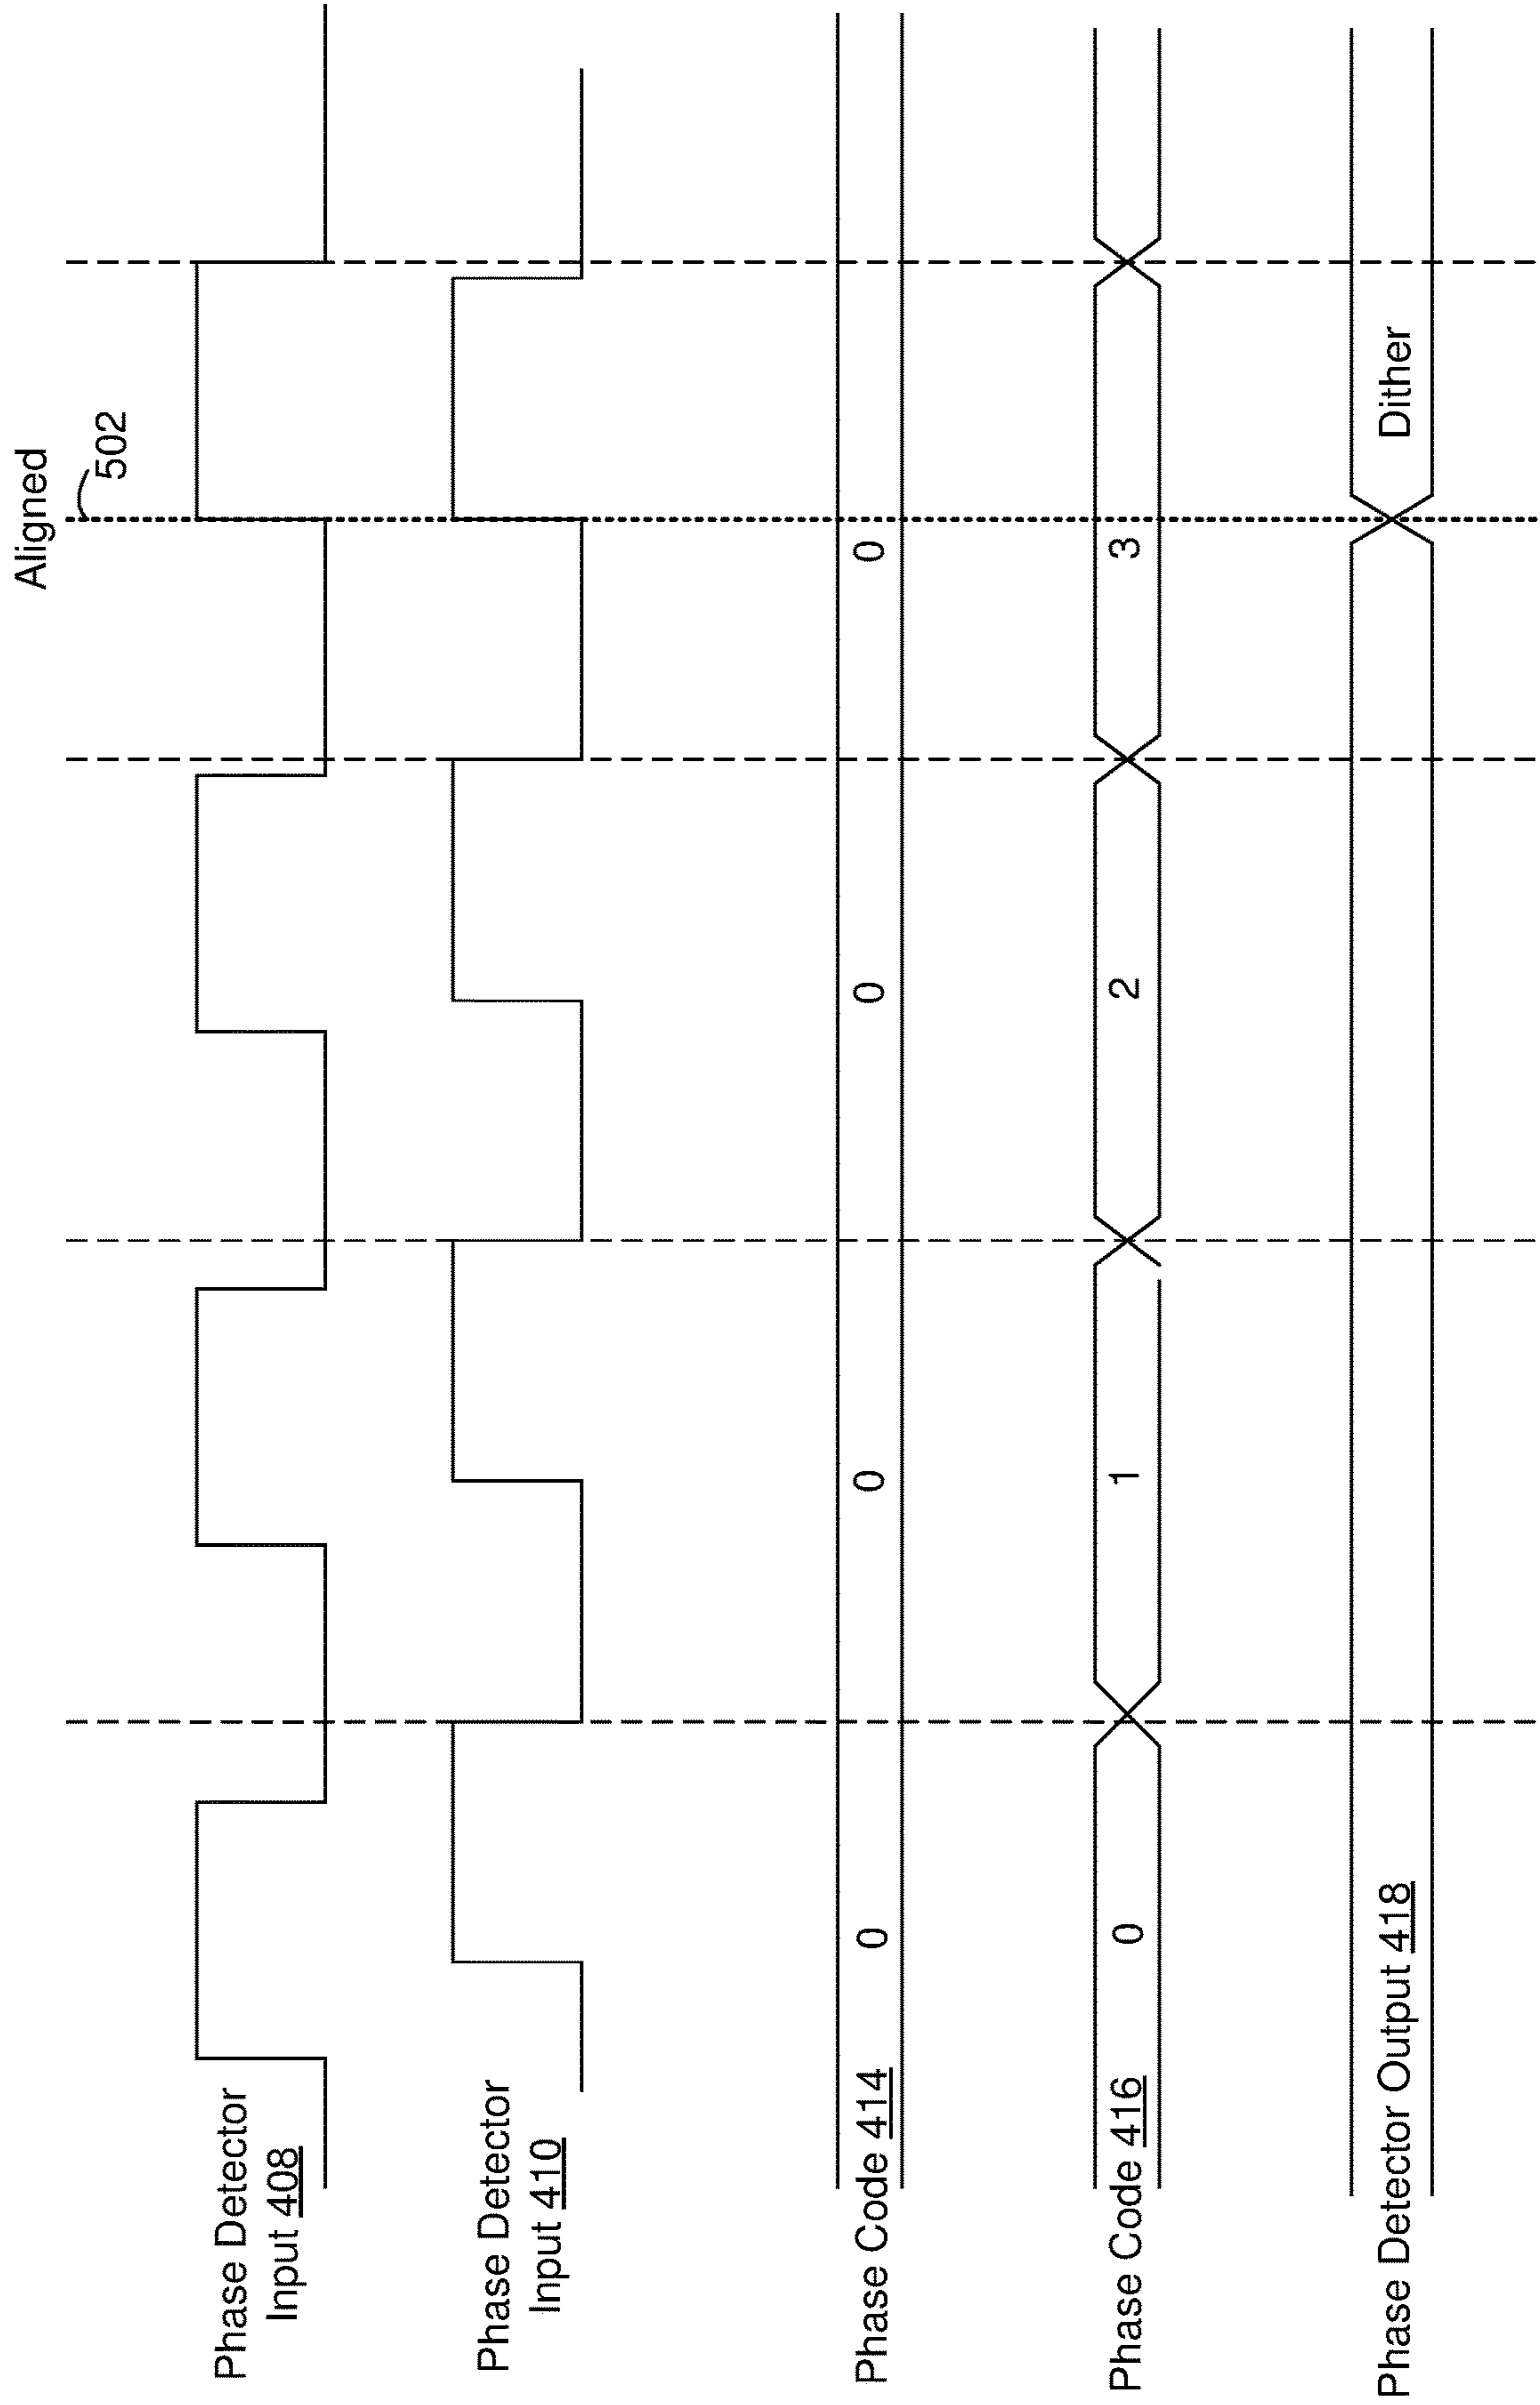 Aligned
502
Phase Detector
Input 408
Phase Detector
Input 410
Phase Code 414
0
0
0
0
Phase Code 416
0
1
2
3
Phase Detector Output 418
Dither